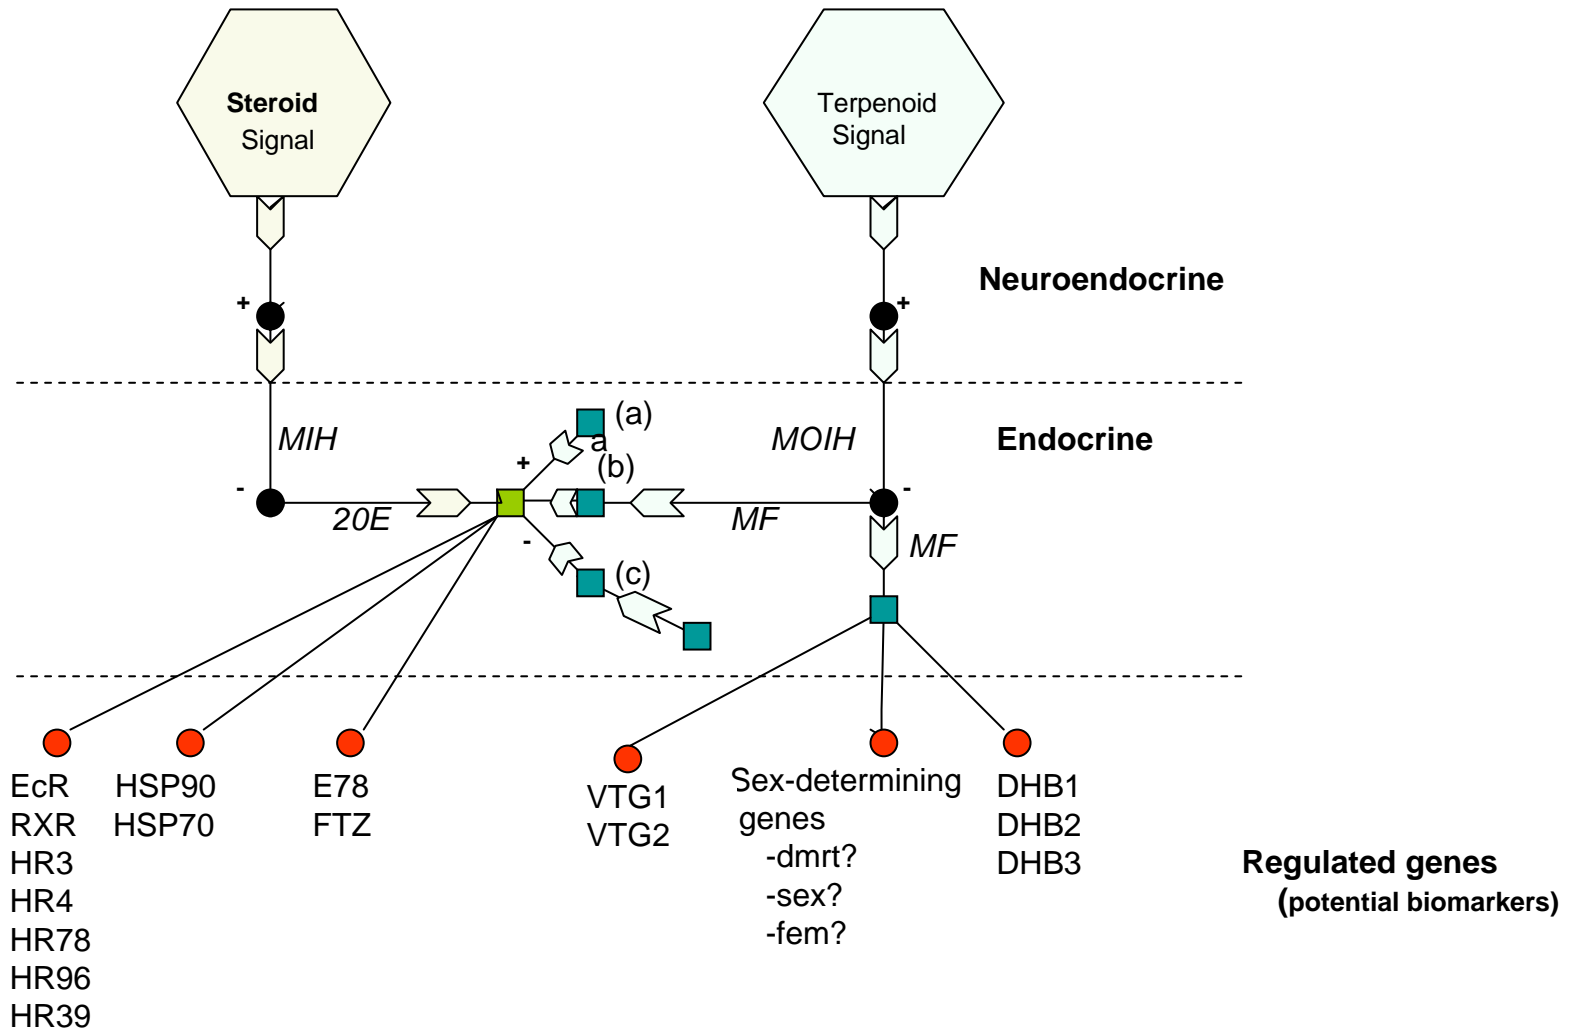 Steroid
Signal
Terpenoid
Signal
Neuroendocrine
+
+
MIH
(a)
a
MOIH
Endocrine
+
(b)
-
-
20E
MF
-
MF
(c)
EcR
RXR
HR3
HR4
HR78
HR96
HR39
HSP90
HSP70
E78
FTZ
VTG1
VTG2
Sex-determining
genes
-dmrt?
-sex?
-fem?
DHB1
DHB2
DHB3
Regulated genes
(potential biomarkers)